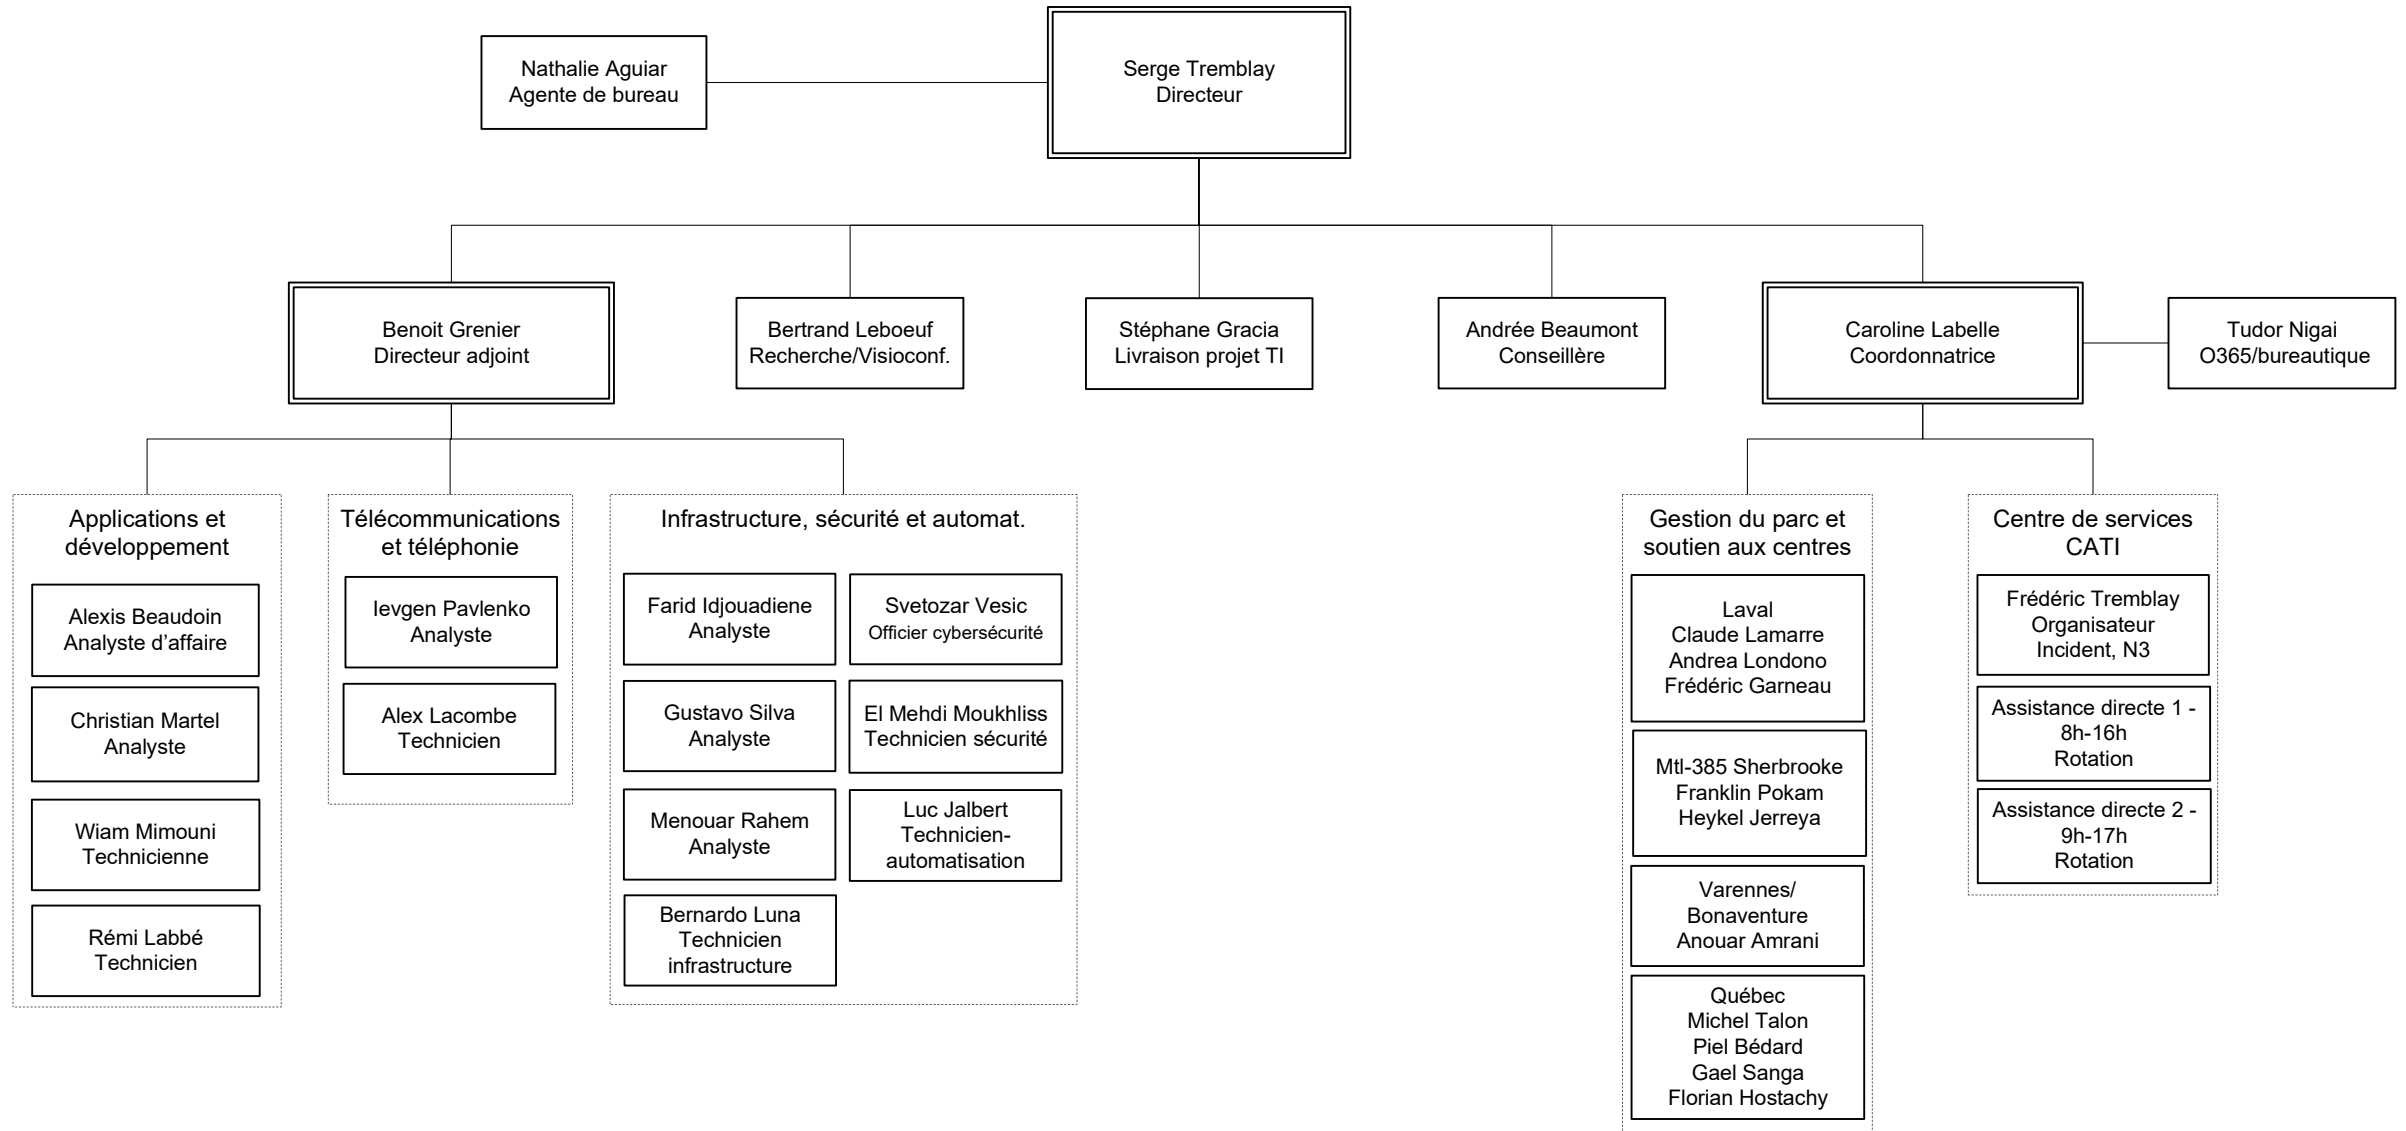 Nathalie Aguiar
Agente de bureau
Serge Tremblay
Directeur
Benoit Grenier
Directeur adjoint
Bertrand Leboeuf
Recherche/Visioconf.
Stéphane Gracia
Livraison projet TI
Andrée Beaumont
Conseillère
Caroline Labelle
Coordonnatrice
Tudor Nigai
O365/bureautique
Applications et
développement
Alexis Beaudoin
Analyste d’affaire
Christian Martel
Analyste
Wiam Mimouni
Technicienne
Rémi Labbé
Technicien
Télécommunications
et téléphonie
Ievgen Pavlenko
Analyste
Alex Lacombe
Technicien
Infrastructure, sécurité et automat.
Farid Idjouadiene
Analyste
Svetozar Vesic
Officier cybersécurité
Gustavo Silva
Analyste
El Mehdi Moukhliss
Technicien sécurité
Menouar Rahem
Analyste
Luc Jalbert
Technicien-
automatisation
Bernardo Luna
Technicien
infrastructure
Gestion du parc et
soutien aux centres
Laval
Claude Lamarre
Andrea Londono
Frédéric Garneau
Mtl-385 Sherbrooke
Franklin Pokam
Heykel Jerreya
Varennes/
Bonaventure
Anouar Amrani
Québec
Michel Talon
Piel Bédard
Gael Sanga
Florian Hostachy
Centre de services
CATI
Frédéric Tremblay
Organisateur
Incident, N3
Assistance directe 1 -
8h-16h
Rotation
Assistance directe 2 -
9h-17h
Rotation